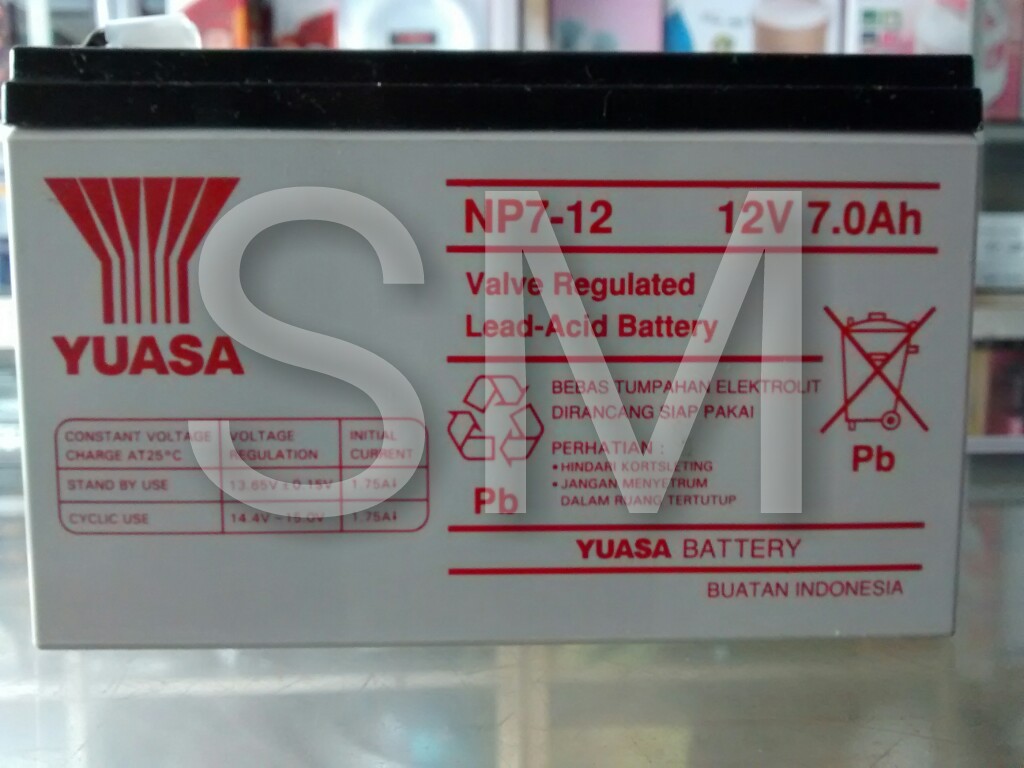 YUASA
NP7-12 12V 7.0Ah
Valve Regulated
Lead-Acid Battery
BEBAS TUMPAHAN ELEKTROLIT
DIRANCANG SIAP PAKAI
PERHATIAN :
• HINDARI KORTSLETING
• JANGAN MENYETRUM
DALAM RUANG TERTUTUP
Pb
Pb
CONSTANT VOLTAGE CHARGE AT25°C VOLTAGE REGULATION INITIAL CURRENT
STAND BY USE 13.65V ± 0.15V 1.75A↓
CYCLIC USE 14.4V ~ 15.0V 1.75A↓
YUASA BATTERY
BUATAN INDONESIA
SM